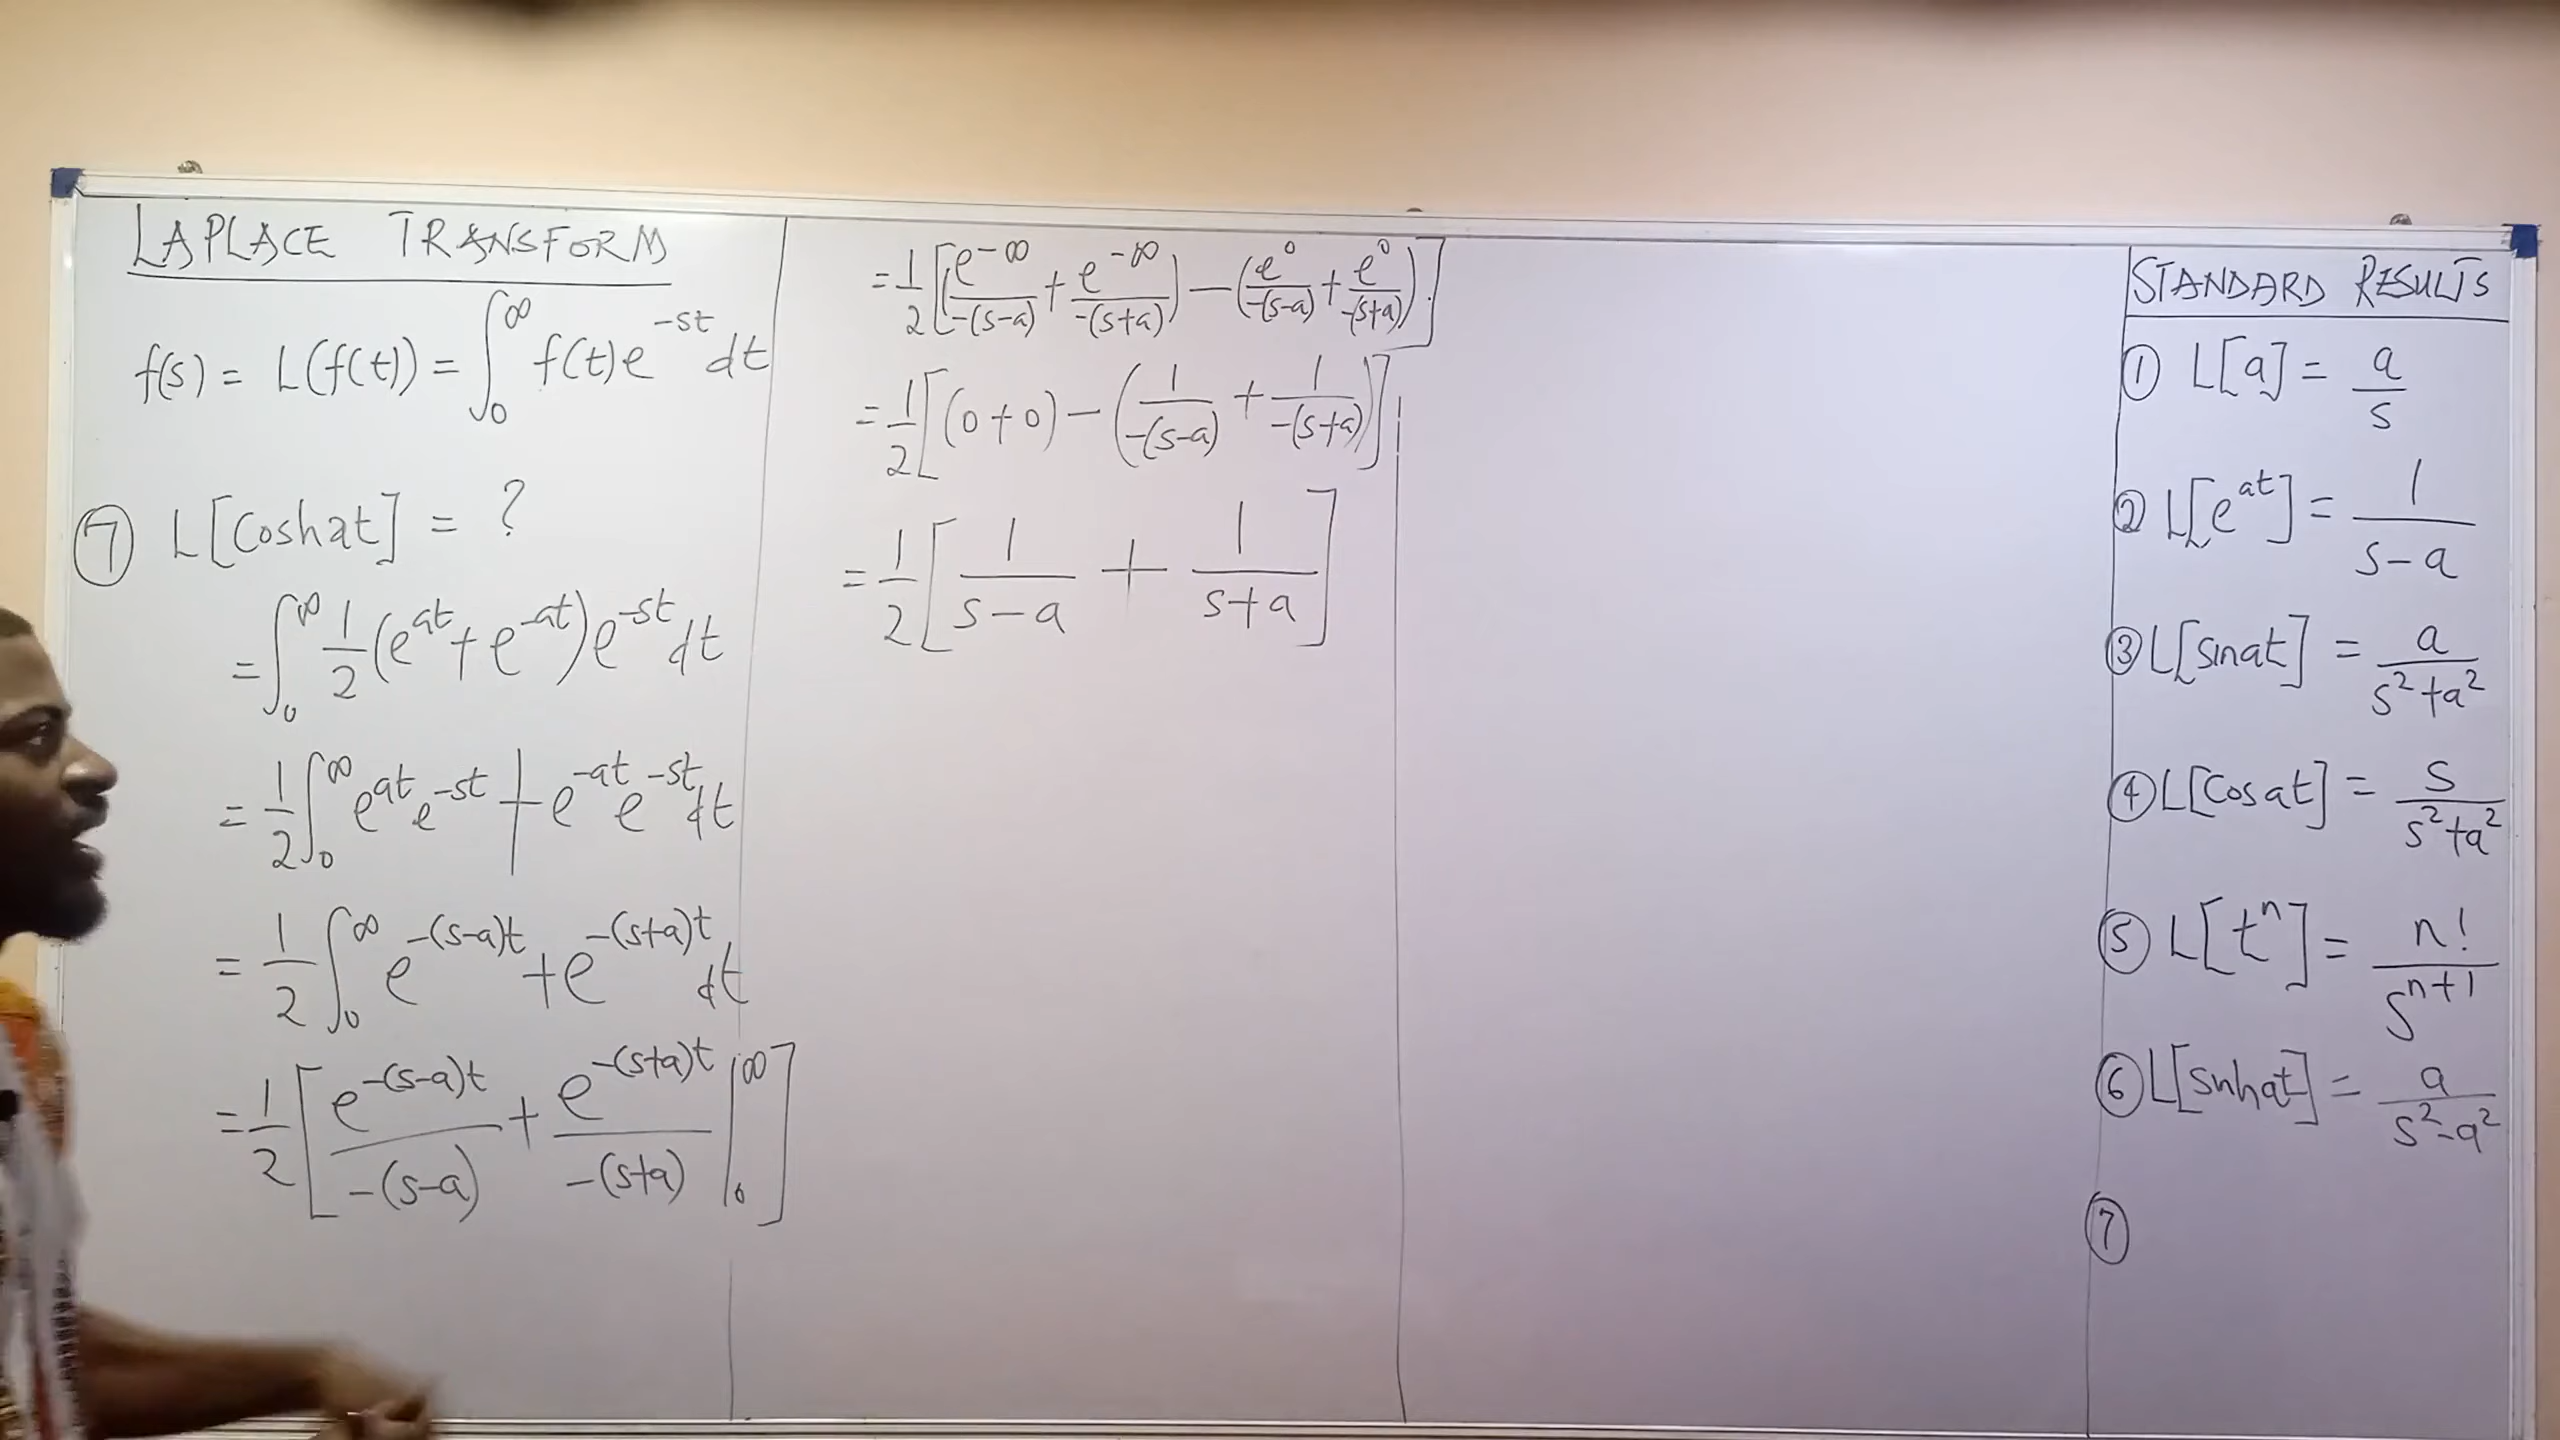 LAPLACE TRANSFORM
f(s) = L(f(t)) = ∫₀^∞ f(t)e^{-st}dt
⑦ L[Coshat] = ?
= ∫₀^∞ 1/2 (e^{at} + e^{-at})e^{-st}dt
= 1/2 ∫₀^∞ e^{at}e^{-st} + e^{-at}e^{-st}dt
= 1/2 ∫₀^∞ e^{-(s-a)t} + e^{-(s+a)t}dt
= 1/2 [e^{-(s-a)t}/-(s-a) + e^{-(s+a)t}/-(s+a) |₀^∞]
= 1/2 [(e^{-∞}/-(s-a) + e^{-∞}/-(s+a)) - (e^0/-(s-a) + e^0/-(s+a))]
= 1/2 [(0+0) - (1/-(s-a) + 1/-(s+a))]
= 1/2 [1/(s-a) + 1/(s+a)]
STANDARD RESULTS
① L[a] = a/s
② L[e^{at}] = 1/(s-a)
③ L[sinat] = a/(s²+a²)
④ L[Cosat] = s/(s²+a²)
⑤ L[t^n] = n!/s^{n+1}
⑥ L[sinhat] = a/(s²-a²)
⑦